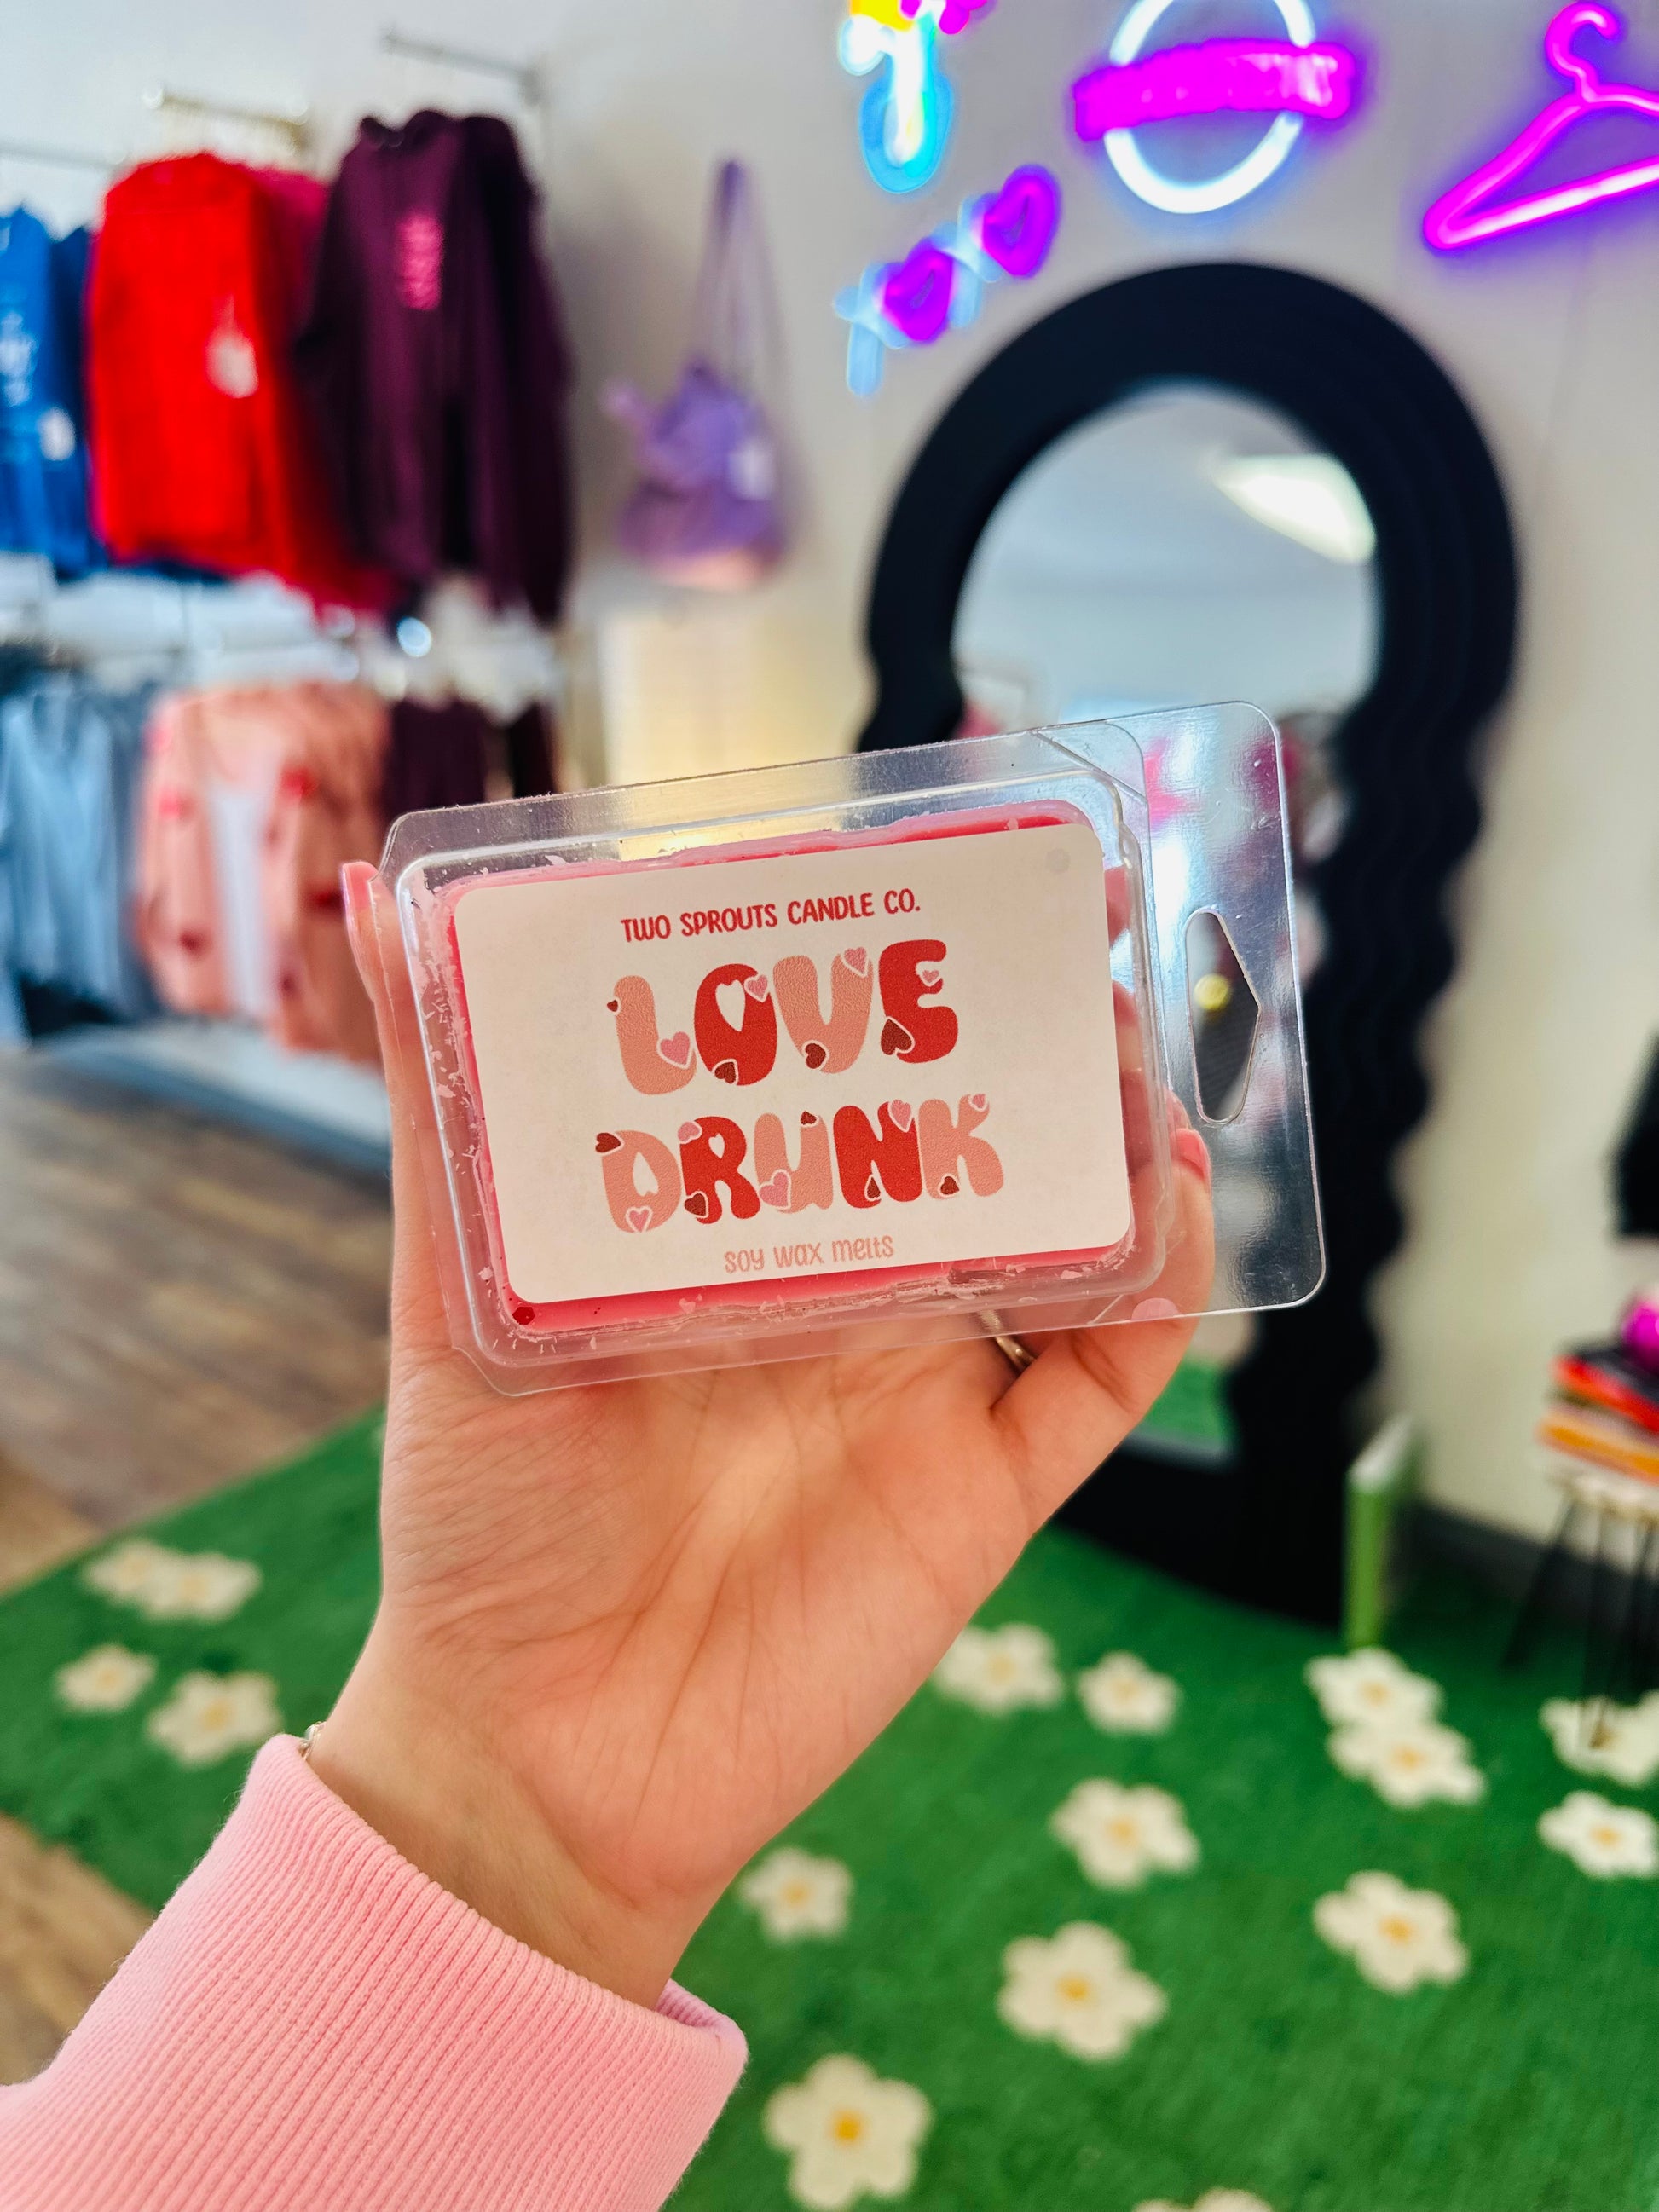 TWO SPROUTS CANDLE CO.
LOVE
DRUNK
soy wax melts